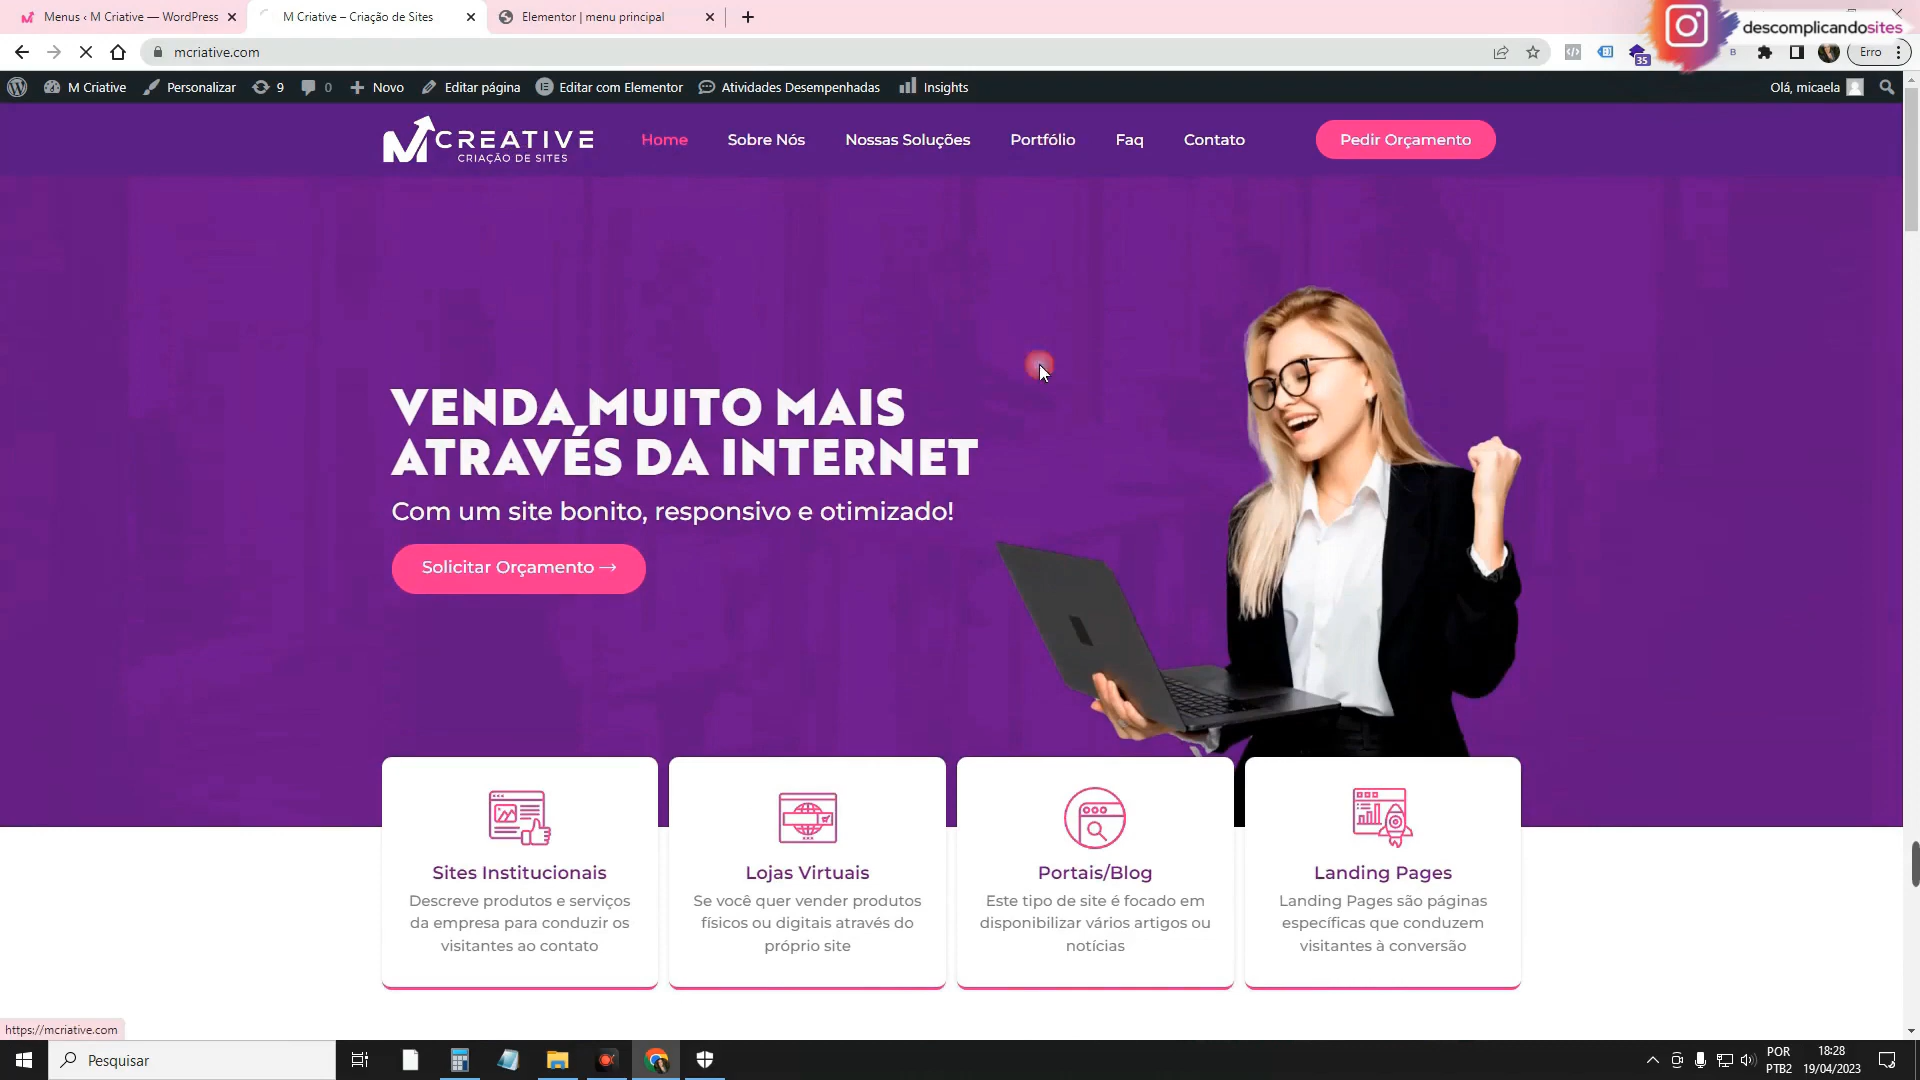 Menus ‹ M Criative — WordPress
M Criative – Criação de Sites
Elementor | menu principal
descomplicandosites
mcriative.com
35
B
Erro
M Criative
Personalizar
9
0
Novo
Editar página
Editar com Elementor
Atividades Desempenhadas
Insights
Olá, micaela
M CREATIVE
CRIAÇÃO DE SITES
Home
Sobre Nós
Nossas Soluções
Portfólio
Faq
Contato
Pedir Orçamento
VENDA MUITO MAIS
ATRAVÉS DA INTERNET
Com um site bonito, responsivo e otimizado!
Solicitar Orçamento →
Sites Institucionais
Descreve produtos e serviços
da empresa para conduzir os
visitantes ao contato
Lojas Virtuais
Se você quer vender produtos
físicos ou digitais através do
próprio site
Portais/Blog
Este tipo de site é focado em
disponibilizar vários artigos ou
notícias
Landing Pages
Landing Pages são páginas
específicas que conduzem
visitantes à conversão
https://mcriative.com
Pesquisar
POR
PTB2
18:28
19/04/2023